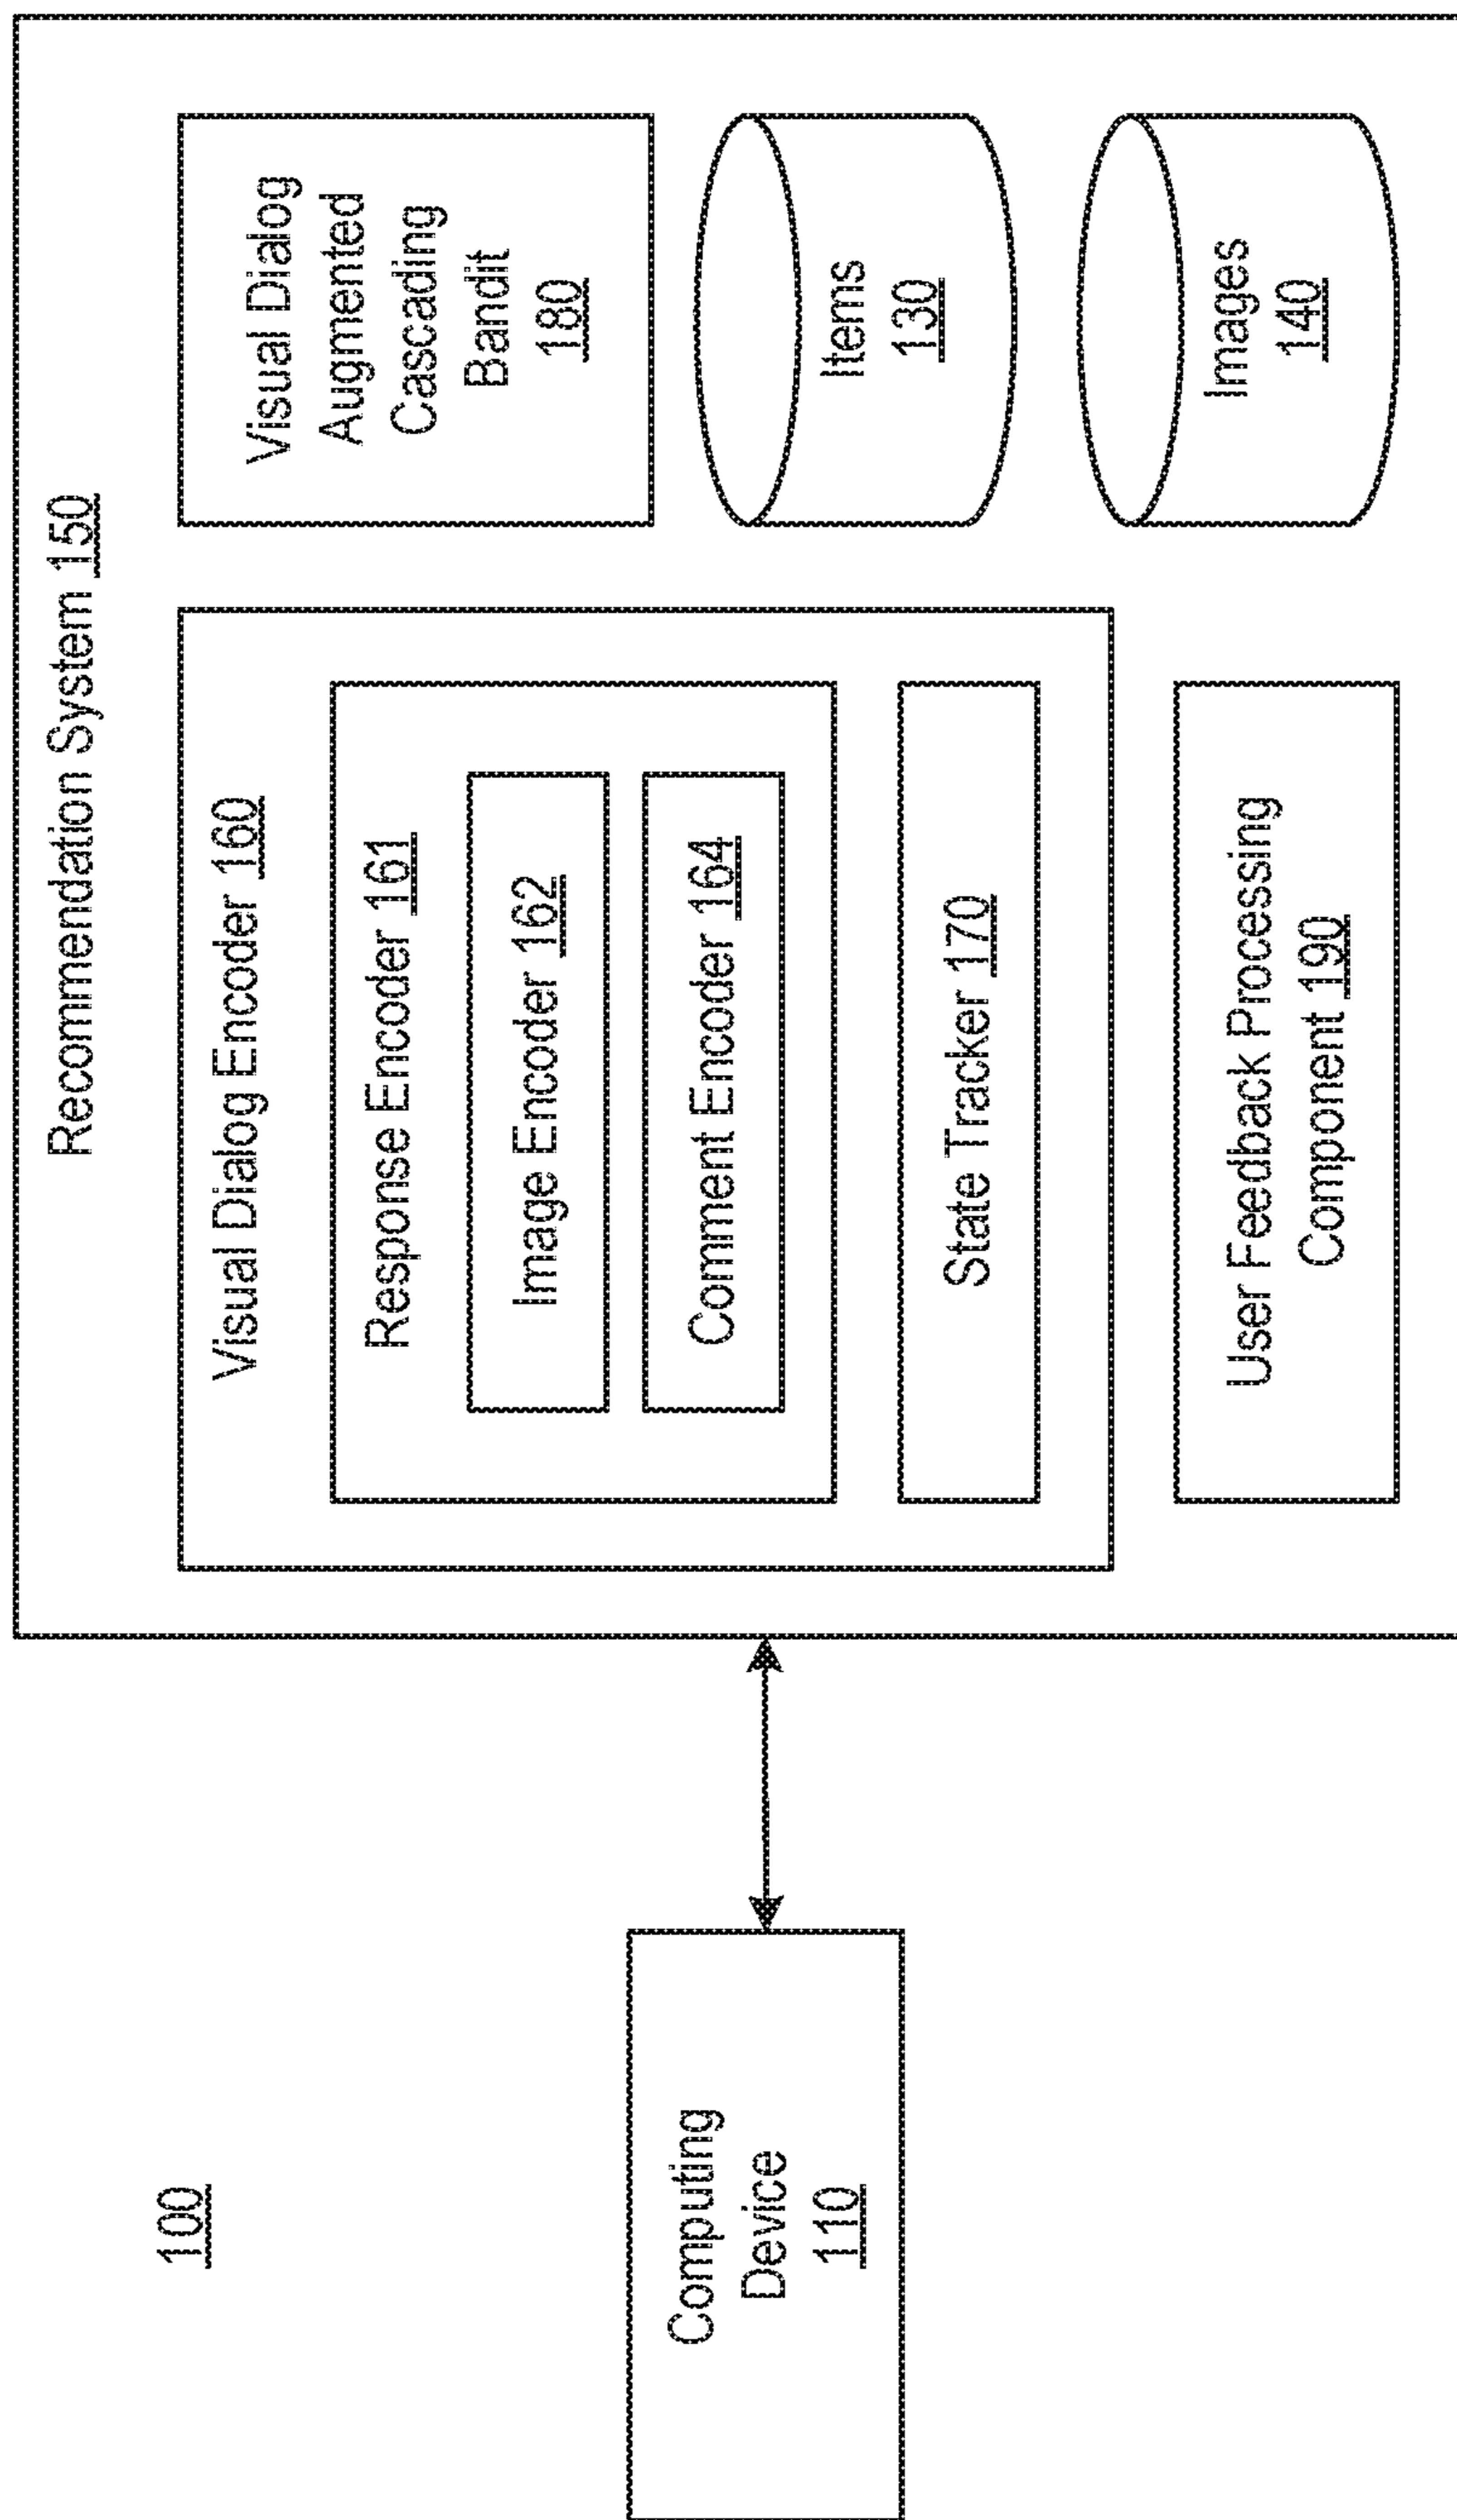 100
Computing
Device
110
Recommendation System 150
Visual Dialog Encoder 160
Response Encoder 161
Image Encoder 162
Comment Encoder 164
State Tracker 170
User Feedback Processing
Component 190
Visual Dialog
Augmented
Cascading
Bandit
180
Items
130
Images
140